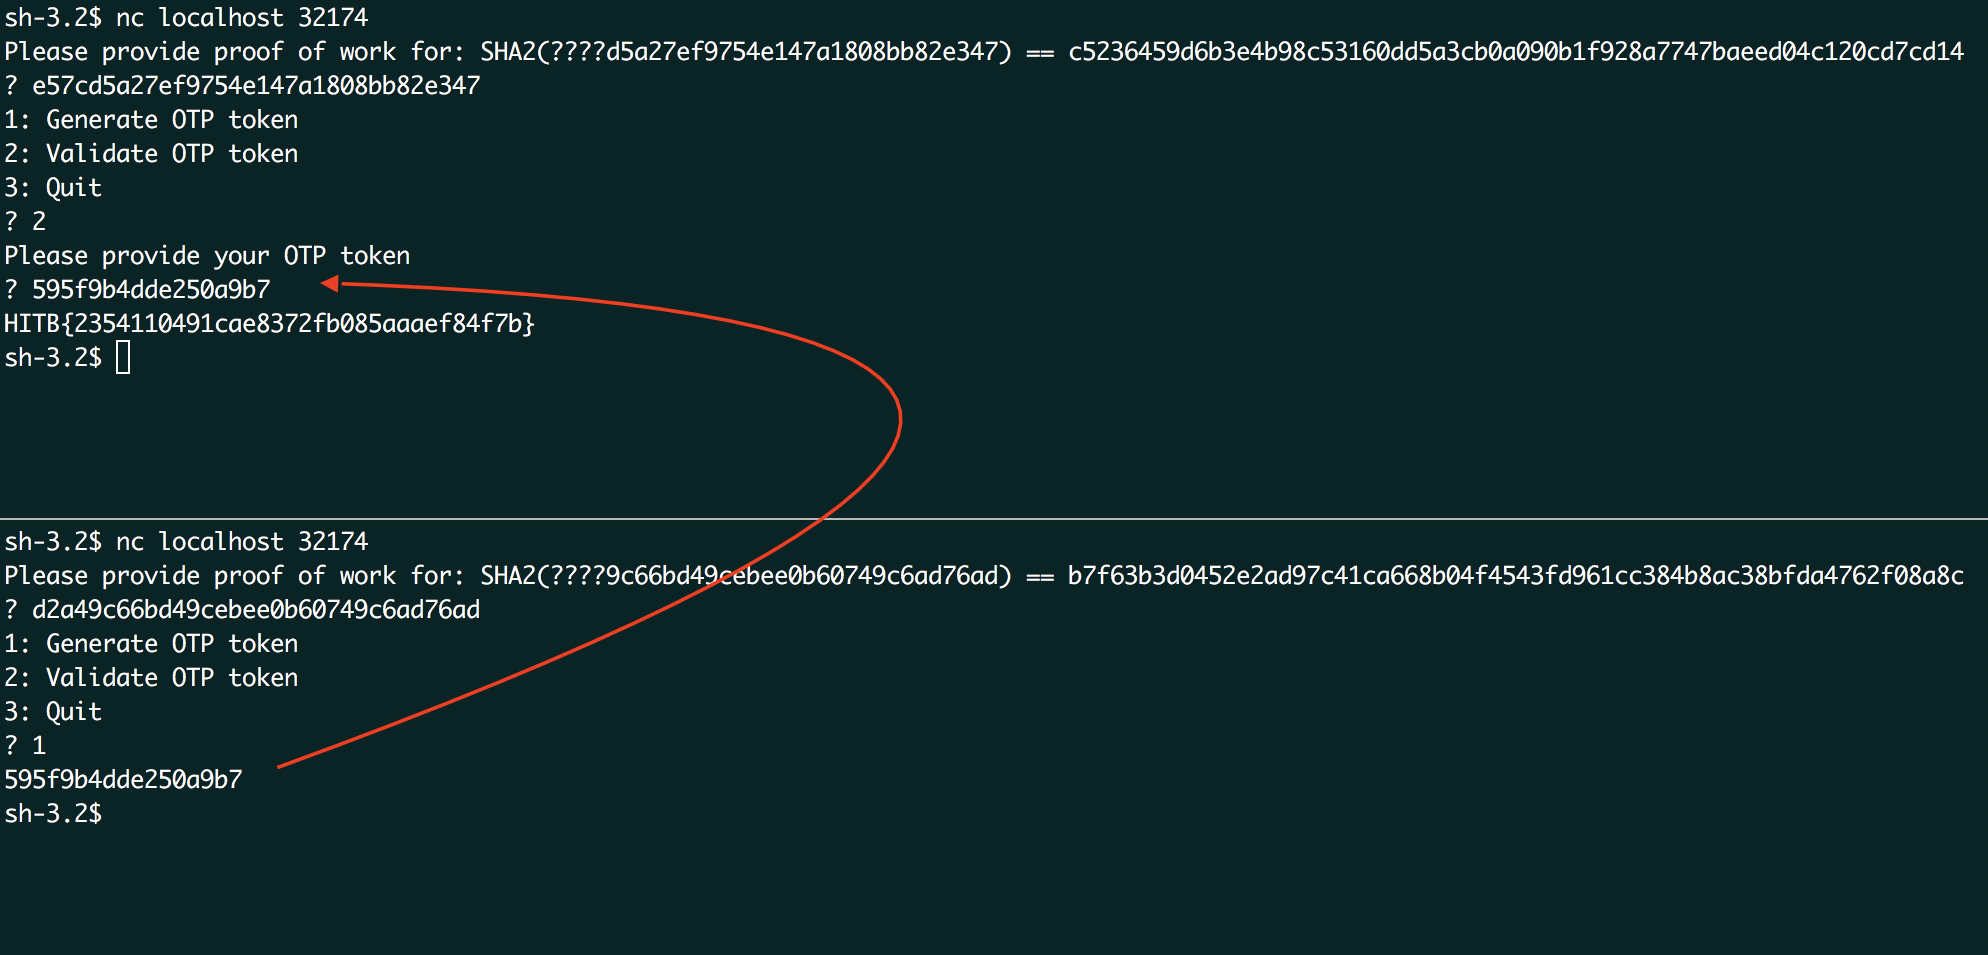 sh-3.2$ nc localhost 32174
Please provide proof of work for: SHA2(????d5a27ef9754e147a1808bb82e347) == c5236459d6b3e4b98c53160dd5a3cb0a090b1f928a7747baeed04c120cd7cd14
? e57cd5a27ef9754e147a1808bb82e347
1: Generate OTP token
2: Validate OTP token
3: Quit
? 2
Please provide your OTP token
? 595f9b4dde250a9b7
HITB{2354110491cae8372fb085aaaef84f7b}
sh-3.2$
sh-3.2$ nc localhost 32174
Please provide proof of work for: SHA2(????9c66bd49cebee0b60749c6ad76ad) == b7f63b3d0452e2ad97c41ca668b04f4543fd961cc384b8ac38bfda4762f08a8c
? d2a49c66bd49cebee0b60749c6ad76ad
1: Generate OTP token
2: Validate OTP token
3: Quit
? 1
595f9b4dde250a9b7
sh-3.2$